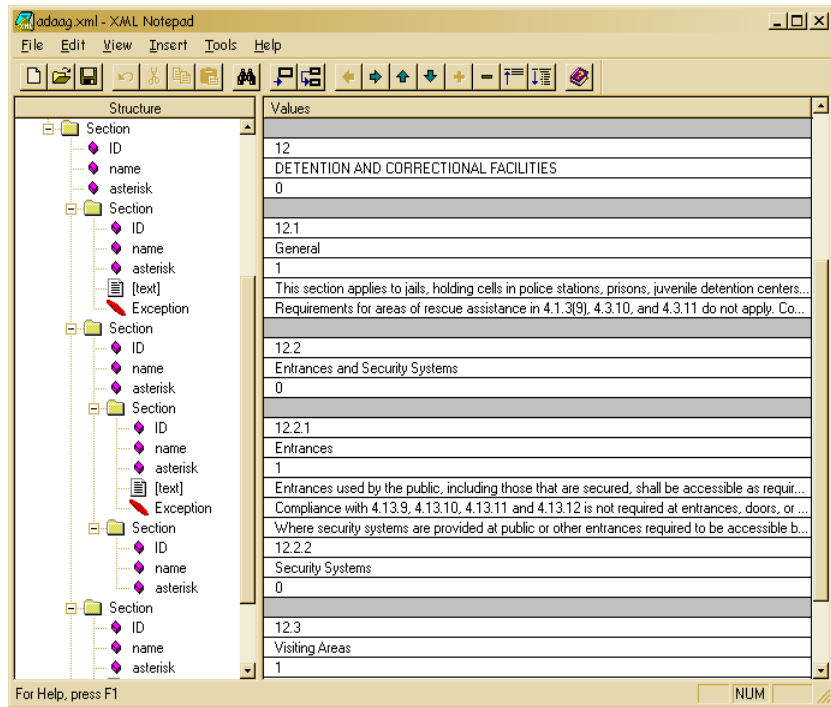 adaag.xml - XML Notepad
File Edit View Insert Tools Help
Structure Values
Section
ID 12
name DETENTION AND CORRECTIONAL FACILITIES
asterisk 0
Section
ID 12.1
name General
asterisk 1
[text] This section applies to jails, holding cells in police stations, prisons, juvenile detention centers...
Exception Requirements for areas of rescue assistance in 4.1.3(9), 4.3.10, and 4.3.11 do not apply. Co...
Section
ID 12.2
name Entrances and Security Systems
asterisk 0
Section
ID 12.2.1
name Entrances
asterisk 1
[text] Entrances used by the public, including those that are secured, shall be accessible as requir...
Exception Compliance with 4.13.9, 4.13.10, 4.13.11 and 4.13.12 is not required at entrances, doors, or ...
Section Where security systems are provided at public or other entrances required to be accessible b...
ID 12.2.2
name Security Systems
asterisk 0
Section
ID 12.3
name Visiting Areas
asterisk 1
For Help, press F1 NUM